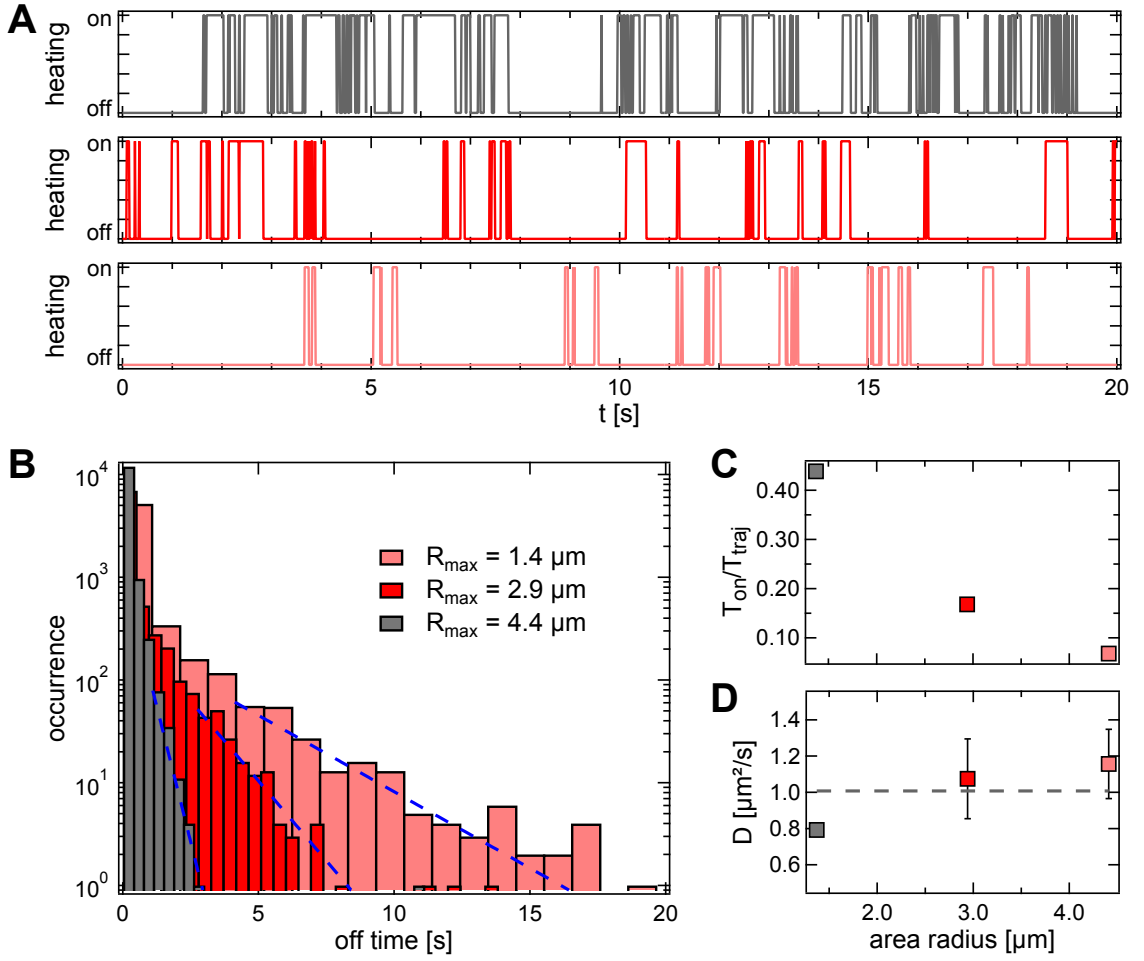 A
on
heating
off
on
heating
off
on
heating
off
0 5 10 15 20
t [s]
B
10⁴
10³
10²
10¹
10⁰
occurrence
R_max = 1.4 µm
R_max = 2.9 µm
R_max = 4.4 µm
0 5 10 15 20
off time [s]
C
0.40
0.30
0.20
0.10
T_on/T_traj
D
1.4
1.2
1.0
0.8
0.6
D [µm²/s]
2.0 3.0 4.0
area radius [µm]